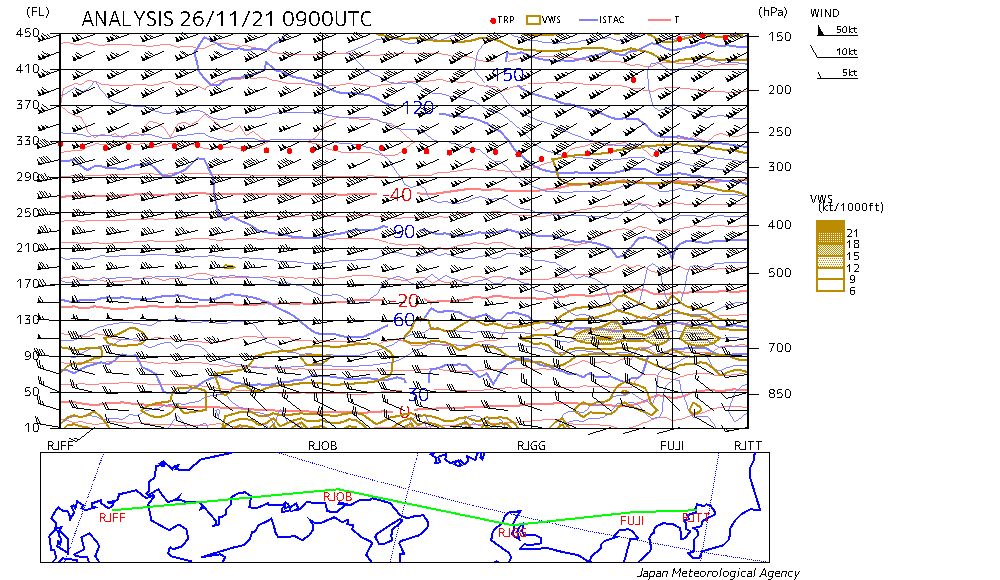 (FL) ANALYSIS 26/11/21 0900UTC TRP VWS ISTAC T (hPa) WIND
450 150 50kt
10kt
410 150 5kt
200
370 120
250
330
300
290 40
VWS
(kt/1000ft)
250 90 400
21
210 18
15
500 12
170 9
20 6
130 60
700
90
50 30 850
0
10
RJFF RJOB RJGG FUJI RJTT
RJOB
RJFF FUJI RJTT
RJGG
Japan Meteorological Agency